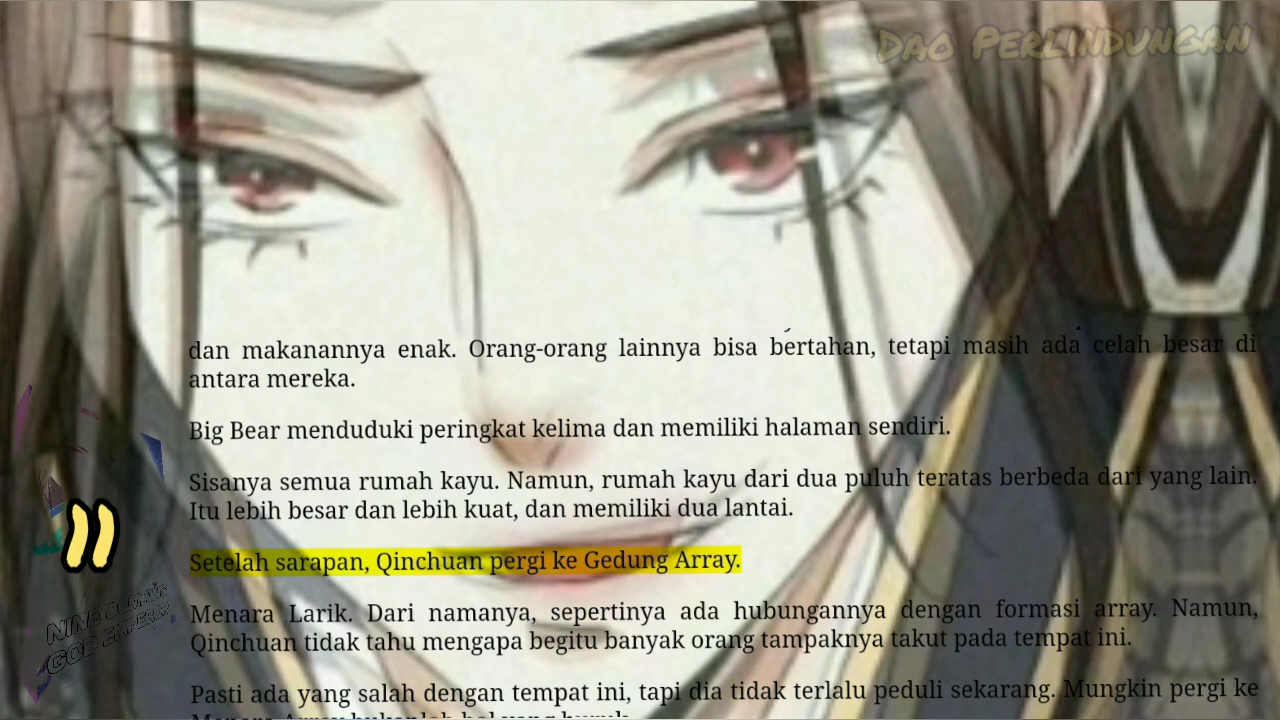 Dao Perlindungan
dan makanannya enak. Orang-orang lainnya bisa bertahan, tetapi masih ada celah besar di
antara mereka.
Big Bear menduduki peringkat kelima dan memiliki halaman sendiri.
Sisanya semua rumah kayu. Namun, rumah kayu dari dua puluh teratas berbeda dari yang lain.
Itu lebih besar dan lebih kuat, dan memiliki dua lantai.
Setelah sarapan, Qinchuan pergi ke Gedung Array.
Menara Larik. Dari namanya, sepertinya ada hubungannya dengan formasi array. Namun,
Qinchuan tidak tahu mengapa begitu banyak orang tampaknya takut pada tempat ini.
Pasti ada yang salah dengan tempat ini, tapi dia tidak terlalu peduli sekarang. Mungkin pergi ke